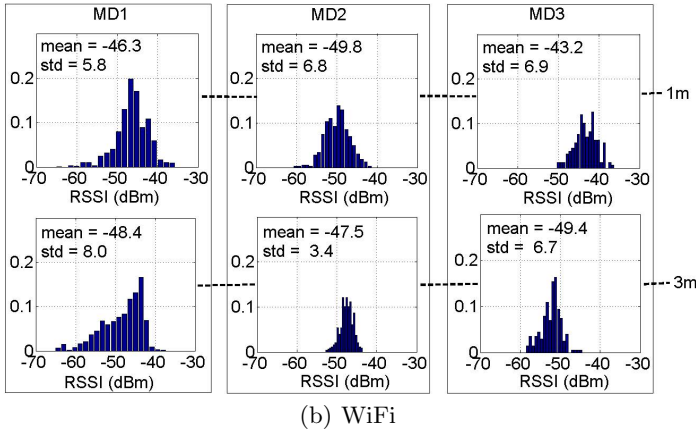 MD1
mean = -46.3
std = 5.8
0.2
0.1
0
-70 -60 -50 -40 -30
RSSI (dBm)
MD2
mean = -49.8
std = 6.8
0.2
0.1
0
-70 -60 -50 -40 -30
RSSI (dBm)
MD3
mean = -43.2
std = 6.9
0.2
0.1
0
-70 -60 -50 -40 -30
RSSI (dBm)
1m
mean = -48.4
std = 8.0
0.2
0.1
0
-70 -60 -50 -40 -30
RSSI (dBm)
mean = -47.5
std = 3.4
0.2
0.1
0
-70 -60 -50 -40 -30
RSSI (dBm)
mean = -49.4
std = 6.7
0.2
0.1
0
-70 -60 -50 -40 -30
RSSI (dBm)
3m
(b) WiFi